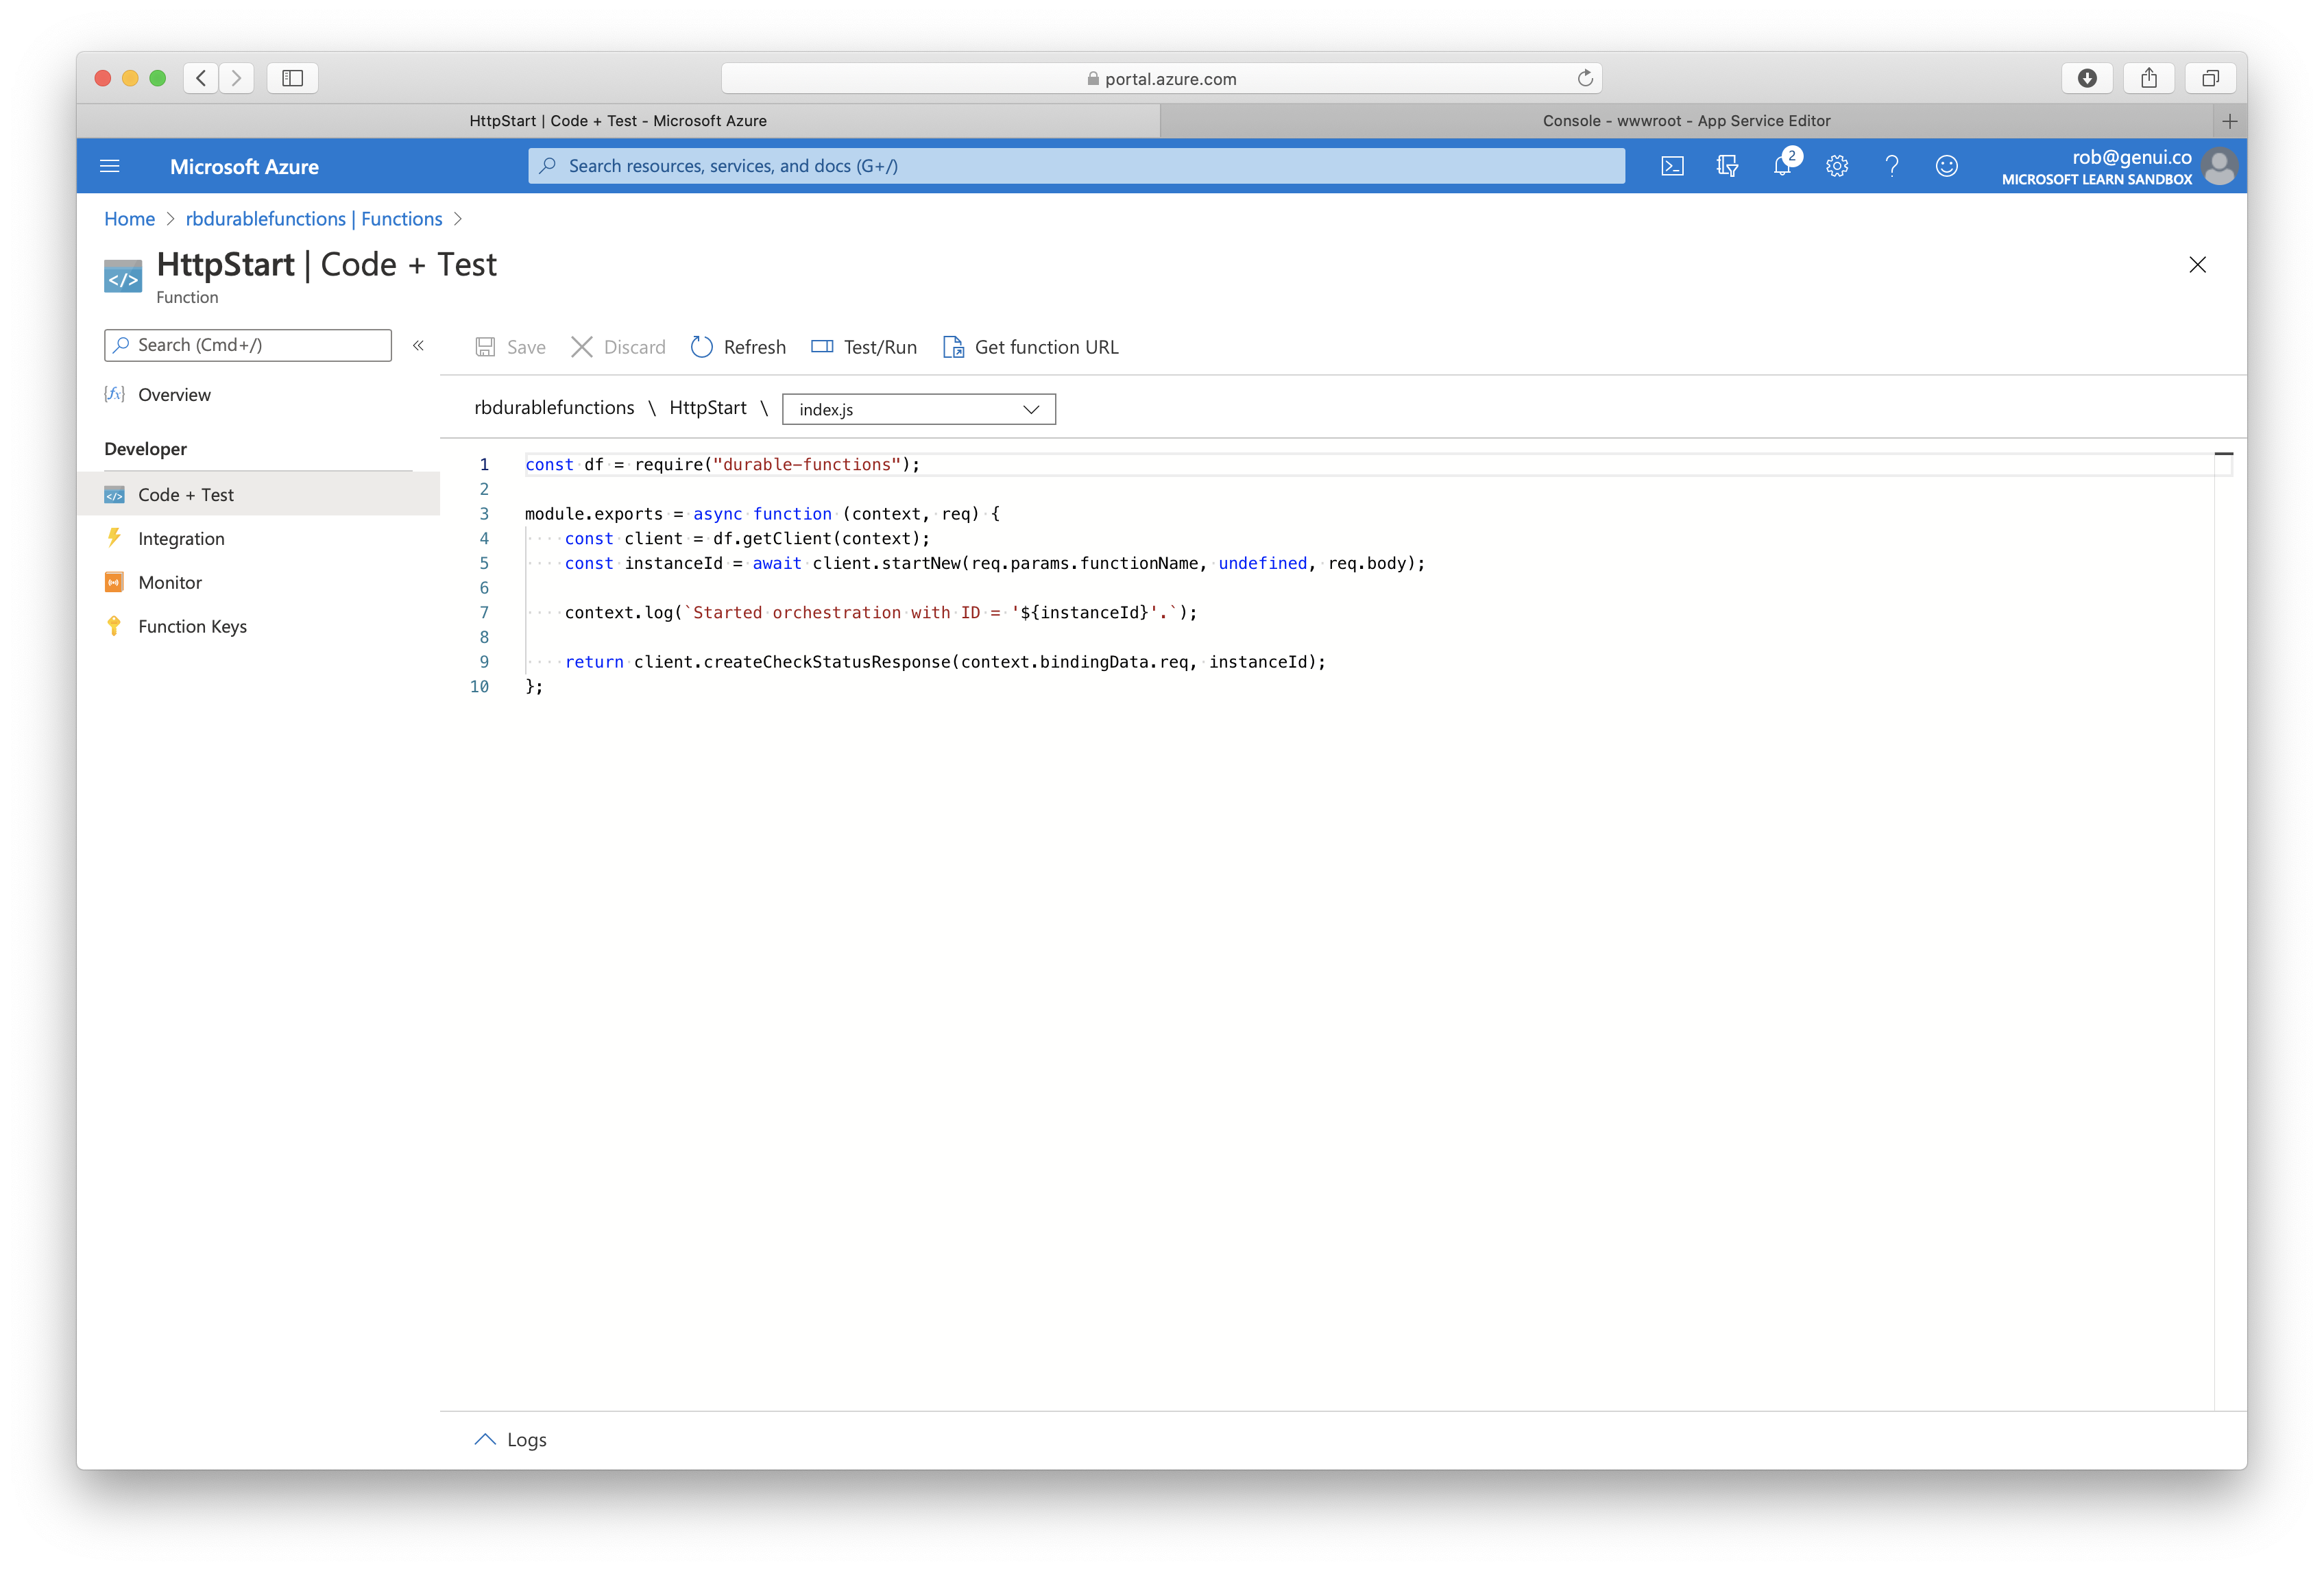 portal.azure.com
HttpStart | Code + Test - Microsoft Azure
Console - wwwroot - App Service Editor
Microsoft Azure
Search resources, services, and docs (G+/)
2
rob@genui.co
MICROSOFT LEARN SANDBOX
Home > rbdurablefunctions | Functions >
</>
HttpStart | Code + Test
Function
Search (Cmd+/)
«
Save
Discard
Refresh
Test/Run
Get function URL
Overview
Developer
Code + Test
Integration
Monitor
Function Keys
rbdurablefunctions \ HttpStart \ index.js
1 const df = require("durable-functions");
2
3 module.exports = async function (context, req) {
4 const client = df.getClient(context);
5 const instanceId = await client.startNew(req.params.functionName, undefined, req.body);
6
7 context.log(`Started orchestration with ID = '${instanceId}'.`);
8
9 return client.createCheckStatusResponse(context.bindingData.req, instanceId);
10 };
Logs